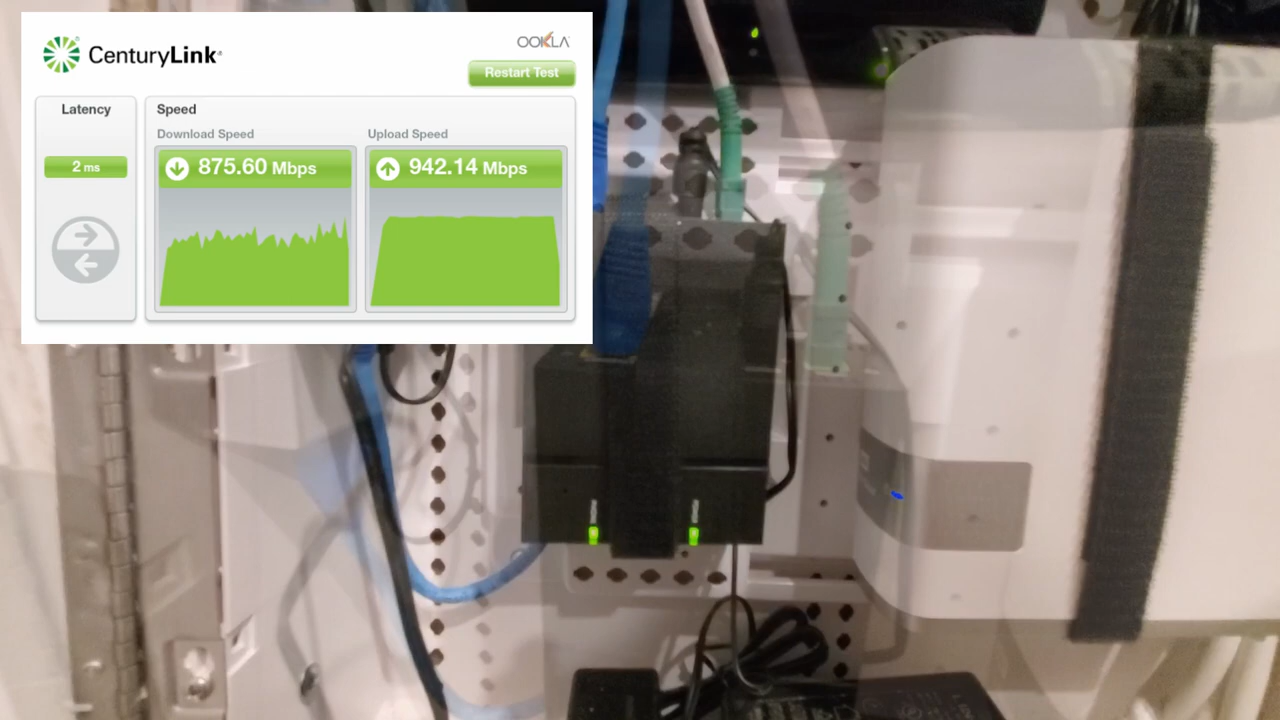 CenturyLink®
OOKLA
Restart Test
Latency
Speed
Download Speed
Upload Speed
2 ms
875.60 Mbps
942.14 Mbps